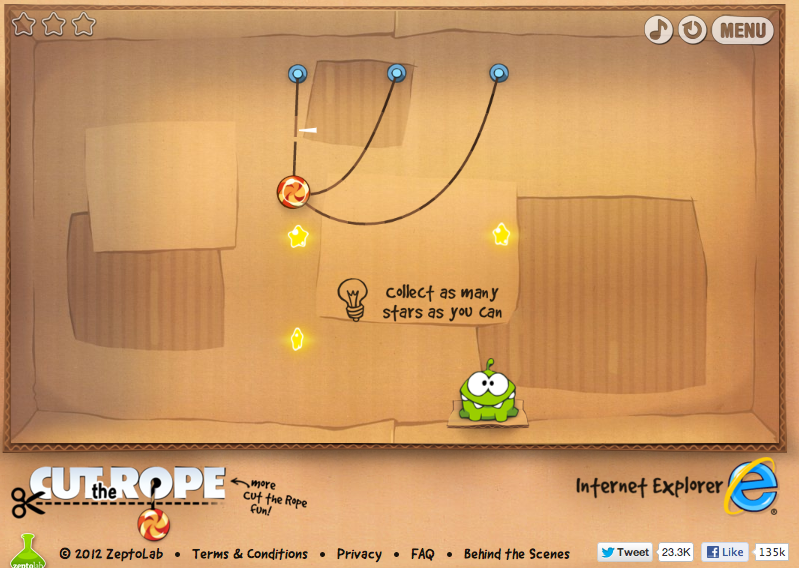 MENU
Collect as many
stars as you can
CUT the ROPE
more
Cut the Rope
fun!
Internet Explorer
®
zeptolab
© 2012 ZeptoLab • Terms & Conditions • Privacy • FAQ • Behind the Scenes
Tweet 23.3K Like 135k